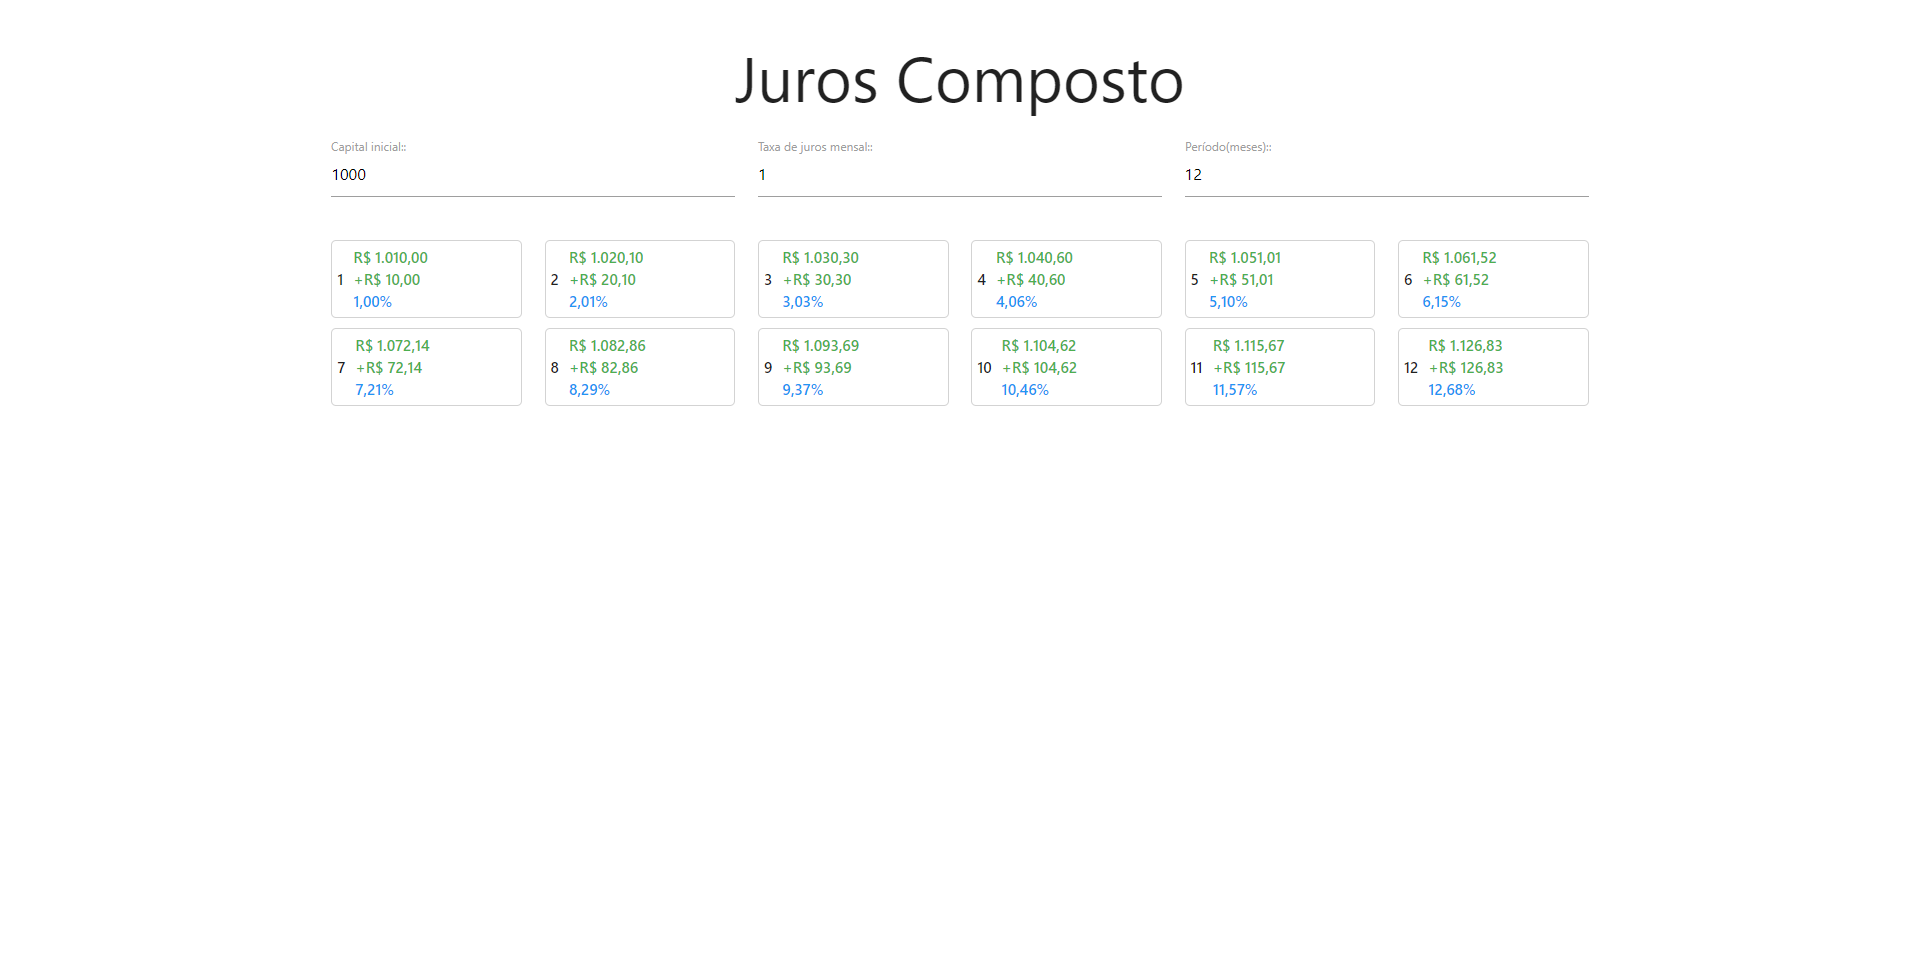 Juros Composto
Capital inicial::
1000
Taxa de juros mensal::
1
Período(meses)::
12
1
R$ 1.010,00
+R$ 10,00
1,00%
2
R$ 1.020,10
+R$ 20,10
2,01%
3
R$ 1.030,30
+R$ 30,30
3,03%
4
R$ 1.040,60
+R$ 40,60
4,06%
5
R$ 1.051,01
+R$ 51,01
5,10%
6
R$ 1.061,52
+R$ 61,52
6,15%
7
R$ 1.072,14
+R$ 72,14
7,21%
8
R$ 1.082,86
+R$ 82,86
8,29%
9
R$ 1.093,69
+R$ 93,69
9,37%
10
R$ 1.104,62
+R$ 104,62
10,46%
11
R$ 1.115,67
+R$ 115,67
11,57%
12
R$ 1.126,83
+R$ 126,83
12,68%